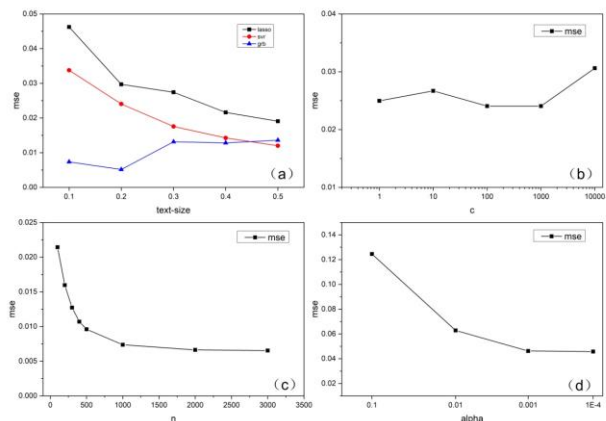 0.05
0.04
0.03
0.02
0.01
0.00
mse
lasso
svr
grb
(a)
0.1 0.2 0.3 0.4 0.5
text-size
0.05
0.04
0.03
0.02
0.01
mse
mse
(b)
1 10 100 1000 10000
c
0.025
0.020
0.015
0.010
0.005
0.000
mse
mse
(c)
0 500 1000 1500 2000 2500 3000 3500
n
0.14
0.12
0.10
0.08
0.06
0.04
0.02
mse
mse
(d)
0.1 0.01 0.001 1E-4
alpha